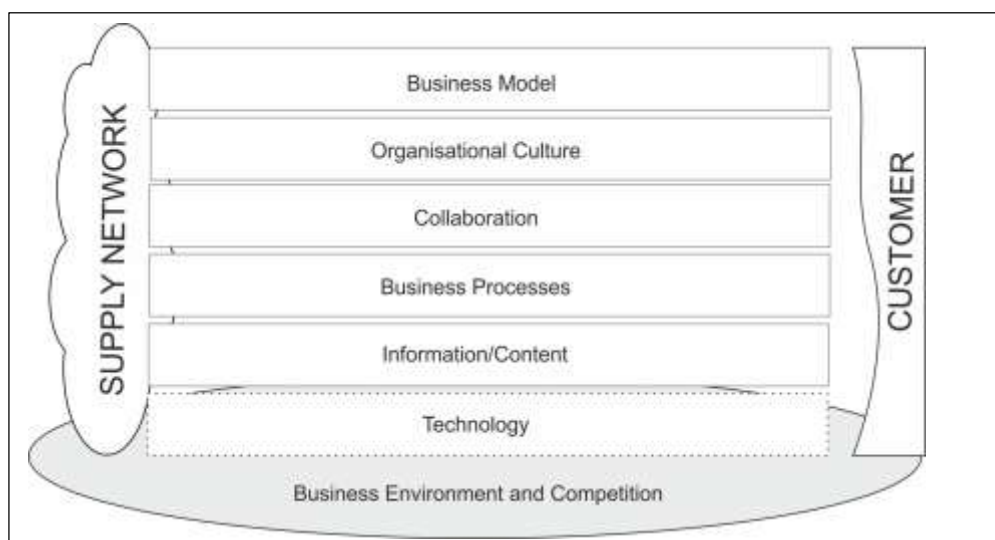 SUPPLY NETWORK
Business Model
Organisational Culture
Collaboration
Business Processes
Information/Content
Technology
CUSTOMER
Business Environment and Competition